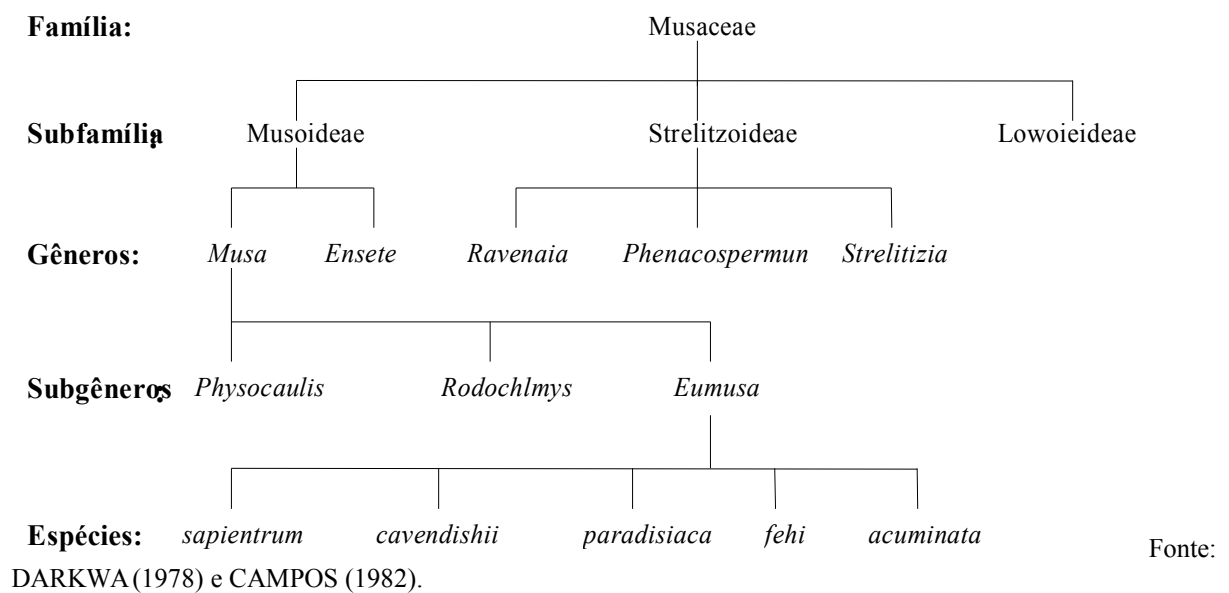 Família: Musaceae
Subfamília: Musoideae Strelitzoideae Lowoieideae
Gêneros: Musa Ensete Ravenaia Phenacospermun Strelitizia
Subgêneros: Physocaulis Rodochlmys Eumusa
Espécies: sapientrum cavendishii paradisiaca fehi acuminata Fonte:
DARKWA (1978) e CAMPOS (1982).